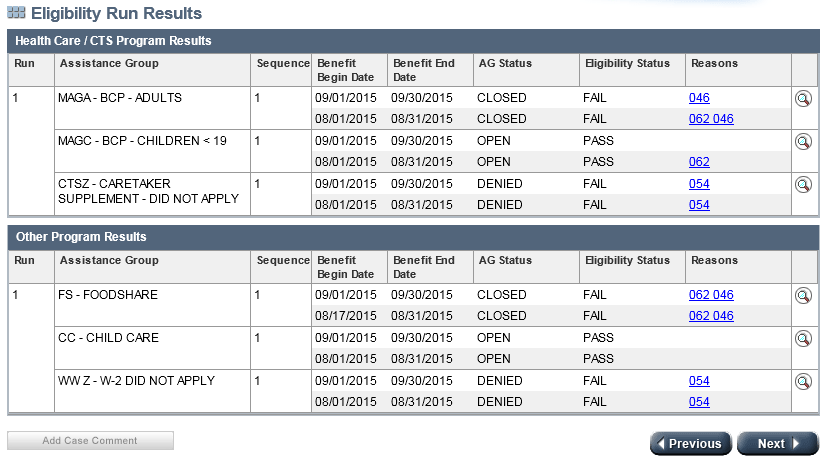 Eligibility Run Results
Health Care / CTS Program Results
Run Assistance Group Sequence Benefit Begin Date Benefit End Date AG Status Eligibility Status Reasons
1 MAGA - BCP - ADULTS 1 09/01/2015 09/30/2015 CLOSED FAIL 046
08/01/2015 08/31/2015 CLOSED FAIL 062 046
MAGC - BCP - CHILDREN < 19 1 09/01/2015 09/30/2015 OPEN PASS
08/01/2015 08/31/2015 OPEN PASS 062
CTSZ - CARETAKER 1 09/01/2015 09/30/2015 DENIED FAIL 054
SUPPLEMENT - DID NOT APPLY 08/01/2015 08/31/2015 DENIED FAIL 054
Other Program Results
Run Assistance Group Sequence Benefit Begin Date Benefit End Date AG Status Eligibility Status Reasons
1 FS - FOODSHARE 1 09/01/2015 09/30/2015 CLOSED FAIL 062 046
08/17/2015 08/31/2015 CLOSED FAIL 062 046
CC - CHILD CARE 1 09/01/2015 09/30/2015 OPEN PASS
08/01/2015 08/31/2015 OPEN PASS
WW Z - W-2 DID NOT APPLY 1 09/01/2015 09/30/2015 DENIED FAIL 054
08/01/2015 08/31/2015 DENIED FAIL 054
Add Case Comment Previous Next